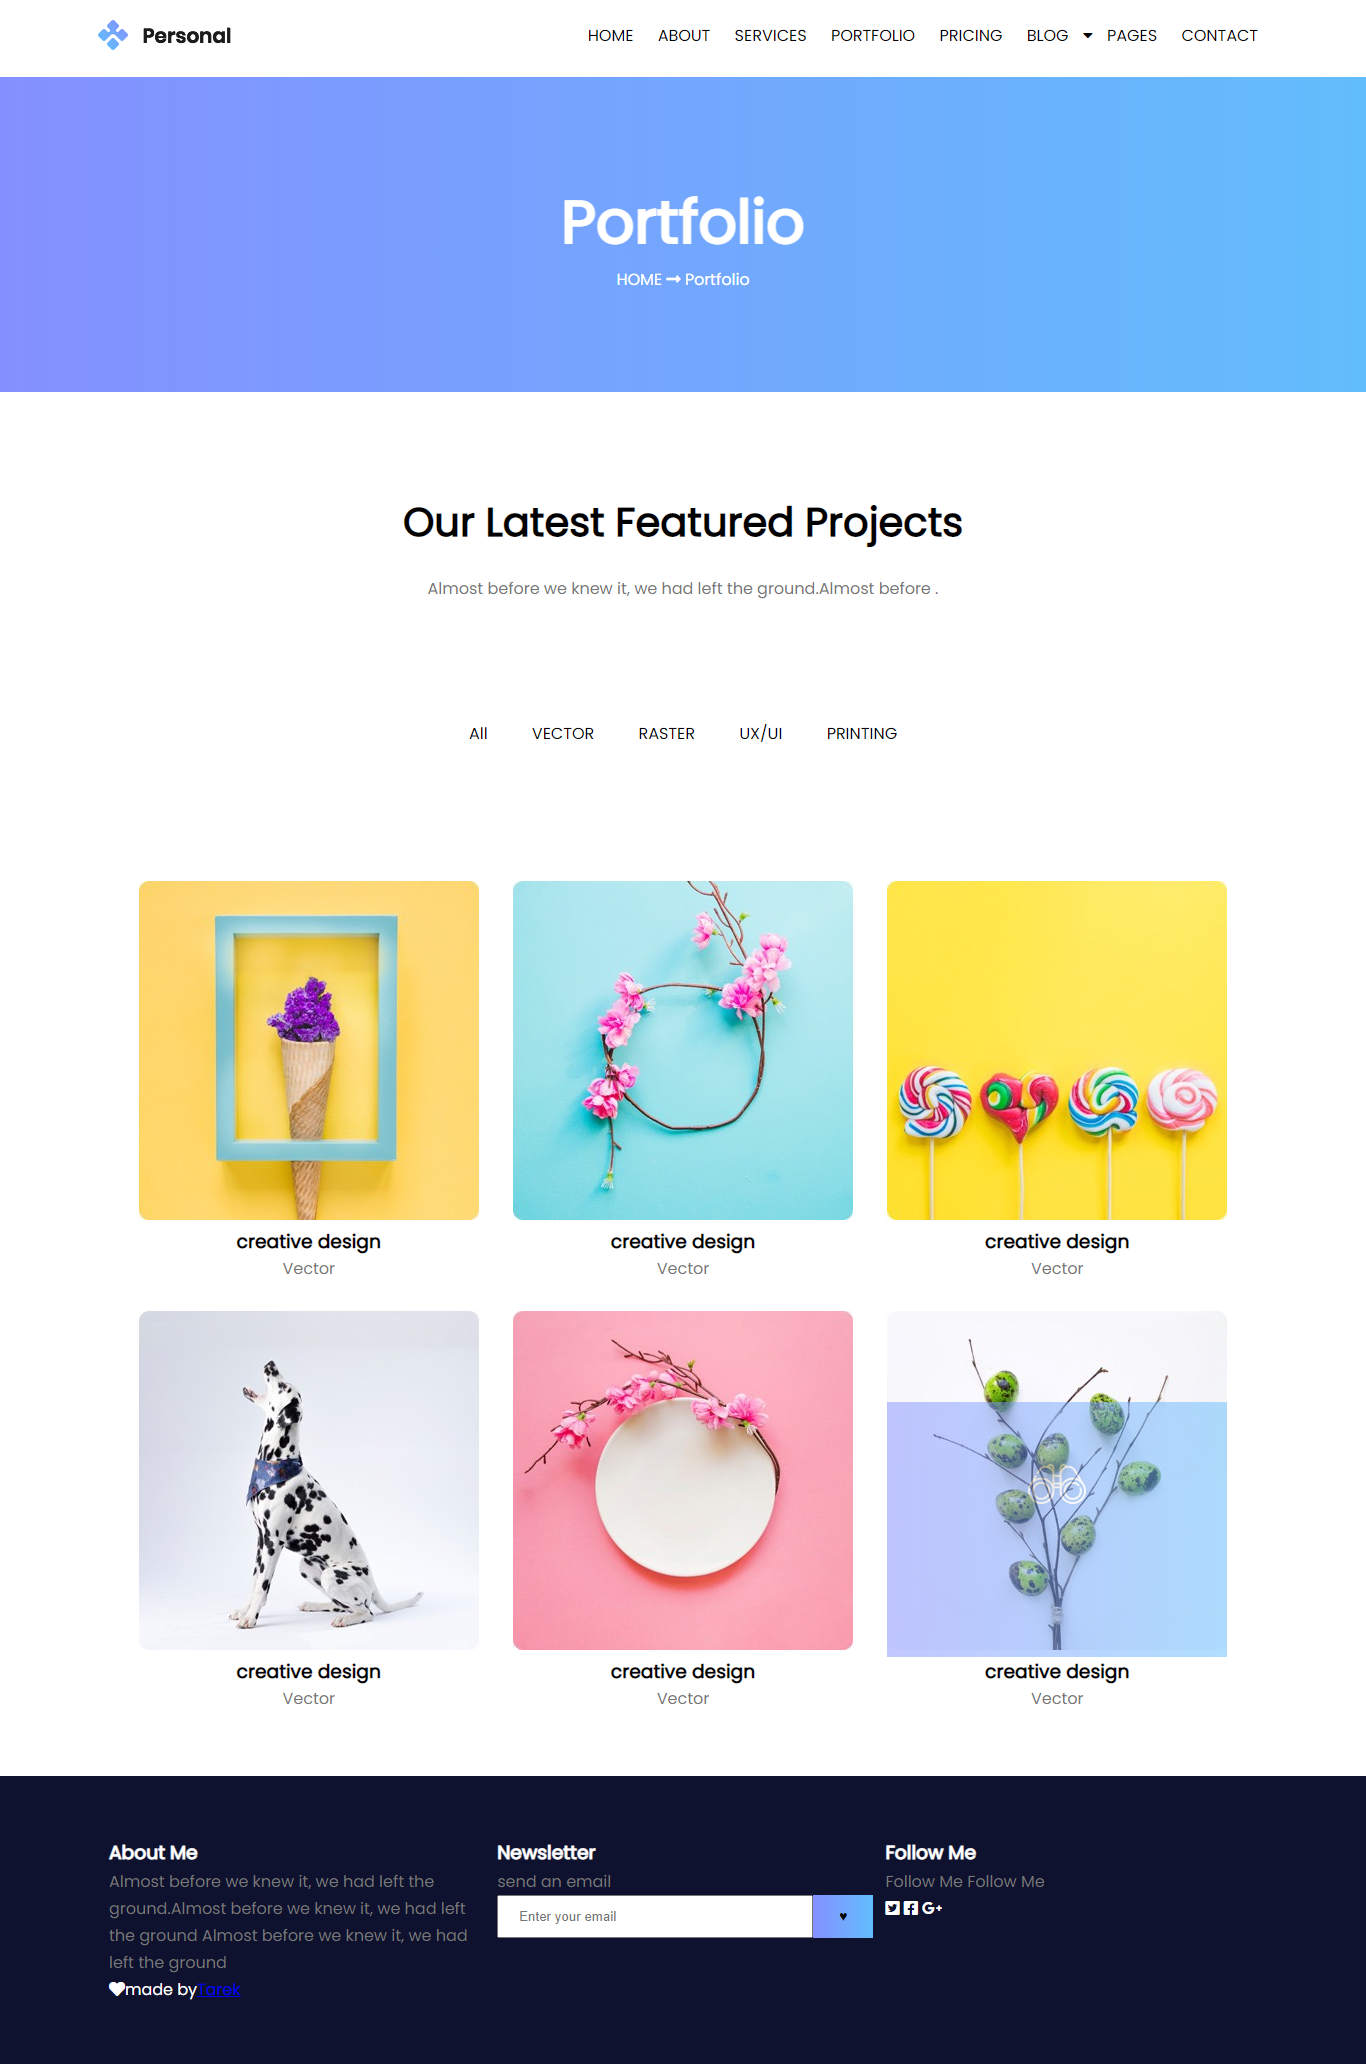 Personal
HOME ABOUT SERVICES PORTFOLIO PRICING BLOG PAGES CONTACT
Portfolio
HOME ➞ Portfolio
Our Latest Featured Projects
Almost before we knew it, we had left the ground.Almost before .
All VECTOR RASTER UX/UI PRINTING
creative design
Vector
creative design
Vector
creative design
Vector
creative design
Vector
creative design
Vector
creative design
Vector
About Me
Almost before we knew it, we had left the
ground.Almost before we knew it, we had left
the ground Almost before we knew it, we had
left the ground
made byTarek
Newsletter
send an email
Enter your email ♥
Follow Me
Follow Me Follow Me
G+